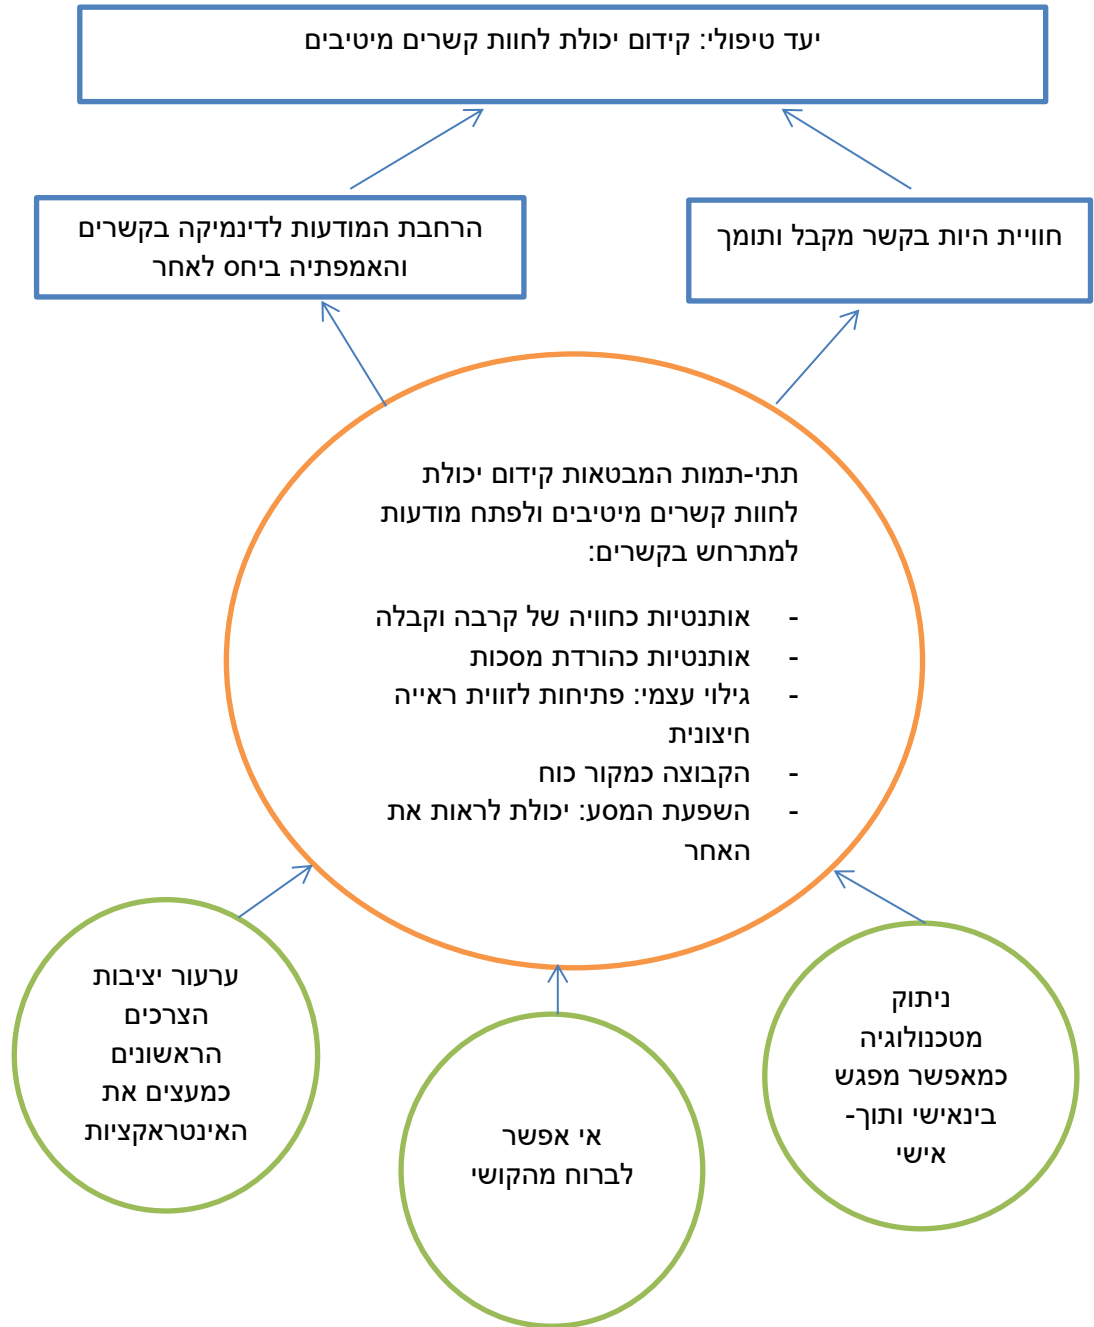 יעד טיפולי: קידום יכולת לחוות קשרים מיטיבים
חוויית היות בקשר מקבל ותומך
הרחבת המודעות לדינמיקה בקשרים
והאמפתיה ביחס לאחר
תתי-תמות המבטאות קידום יכולת
לחוות קשרים מיטיבים ולפתח מודעות
למתרחש בקשרים:
- אותנטיות כחוויה של קרבה וקבלה
- אותנטיות כהורדת מסכות
- גילוי עצמי: פתיחות לזווית ראייה
חיצונית
- הקבוצה כמקור כוח
- השפעת המסע: יכולת לראות את
האחר
ניתוק
מטכנולוגיה
כמאפשר מפגש
בינאישי ותוך-
אישי
אי אפשר
לברוח מהקושי
ערעור יציבות
הצרכים
הראשונים
כמעצים את
האינטראקציות